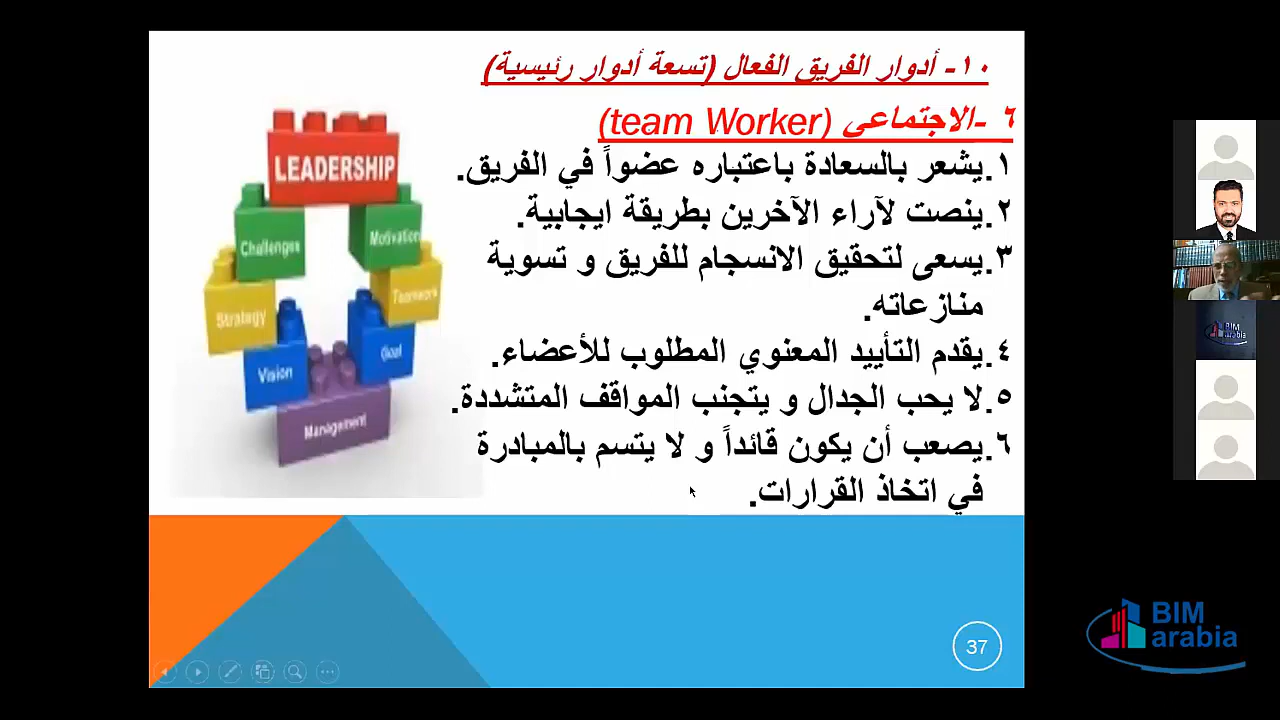 ١٠- أدوار الفريق الفعال (تسعة أدوار رئيسية)
٦ -الاجتماعى (team Worker)
١.يشعر بالسعادة باعتباره عضواً في الفريق.
٢.ينصت لآراء الآخرين بطريقة ايجابية.
٣.يسعى لتحقيق الانسجام للفريق و تسوية
منازعاته.
٤.يقدم التأييد المعنوي المطلوب للأعضاء.
٥.لا يحب الجدال و يتجنب المواقف المتشددة.
٦.يصعب أن يكون قائداً و لا يتسم بالمبادرة
في اتخاذ القرارات.
LEADERSHIP
Challenges
Motivation
Strategy
Teamwork
Vision
Goal
Management
37
BIM
arabia
BIM
arabia